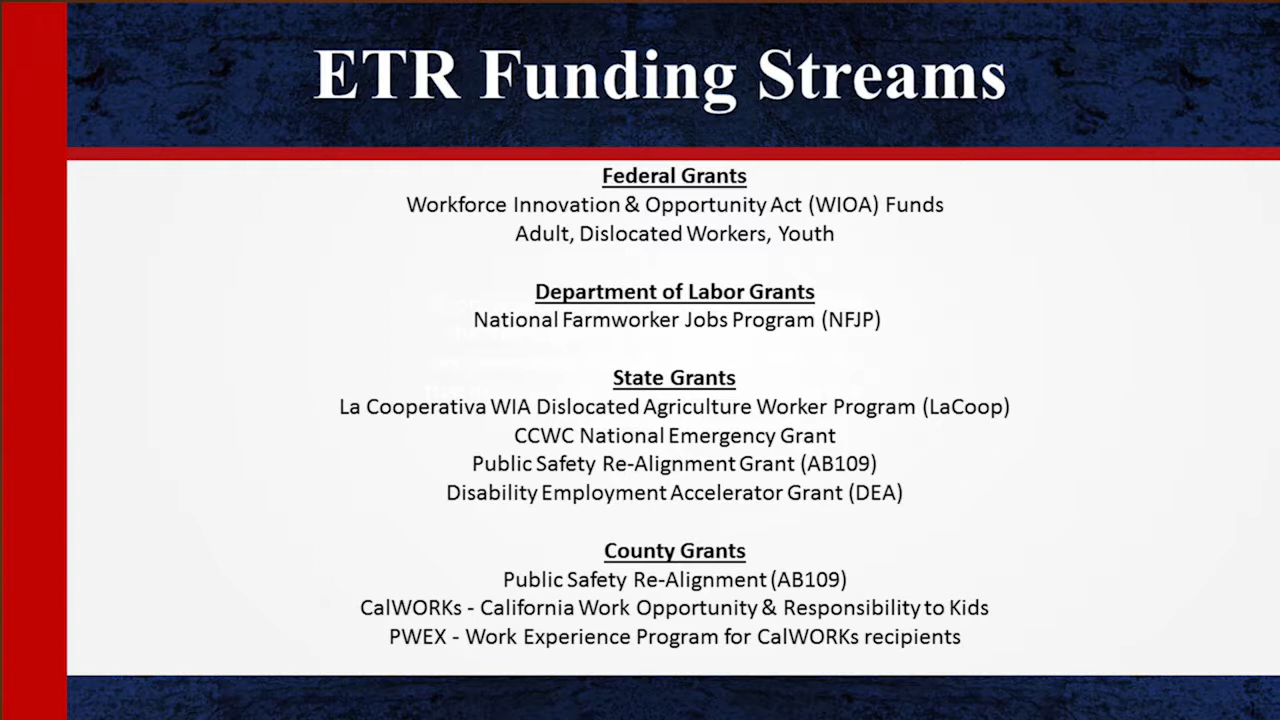 ETR Funding Streams
Federal Grants
Workforce Innovation & Opportunity Act (WIOA) Funds
Adult, Dislocated Workers, Youth
Department of Labor Grants
National Farmworker Jobs Program (NFJP)
State Grants
La Cooperativa WIA Dislocated Agriculture Worker Program (LaCoop)
CCWC National Emergency Grant
Public Safety Re-Alignment Grant (AB109)
Disability Employment Accelerator Grant (DEA)
County Grants
Public Safety Re-Alignment (AB109)
CalWORKs - California Work Opportunity & Responsibility to Kids
PWEX - Work Experience Program for CalWORKs recipients